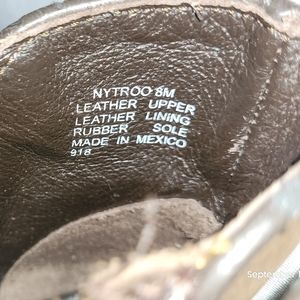 NYTROO 8M
LEATHER UPPER
LEATHER LINING
RUBBER SOLE
MADE IN MEXICO
918